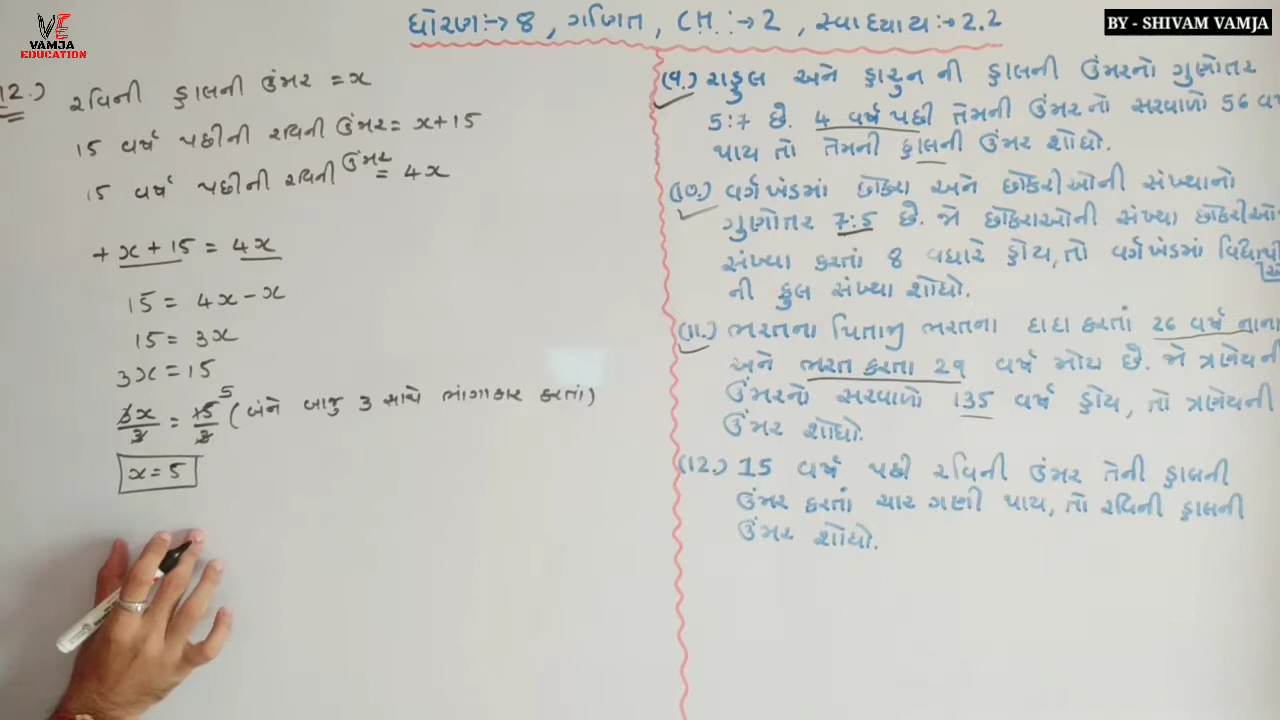 VE
VAMJA
EDUCATION
ધોરણ:→ 8 , ગણિત , CH. :→ 2 , સ્વાધ્યાય :→ 2.2
BY - SHIVAM VAMJA
12.) રવિની હાલની ઉંમર = x
15 વર્ષ પછીની રવિની ઉંમર = x+15
15 વર્ષ પછીની રવિની ઉંમર = 4x
+ x + 15 = 4x
15 = 4x - x
15 = 3x
3x = 15
3x/3 = 15/3 5 (બંને બાજુ 3 સાથે ભાગાકાર કરતાં)
x = 5
(9.) રાહુલ અને હારુન ની હાલની ઉંમરનો ગુણોતર
5:7 છે. 4 વર્ષ પછી તેમની ઉંમર નો સરવાળો 56 વર્ષ
થાય તો તેમની હાલની ઉંમર શોધો.
(10.) વર્ગખંડમાં છોકરા અને છોકરીઓની સંખ્યાનો
ગુણોતર 7:5 છે. જો છોકરાઓની સંખ્યા છોકરીઓ
સંખ્યા કરતાં 8 વધારે હોય, તો વર્ગખંડમાં વિદ્યાર્થી
ની કુલ સંખ્યા શોધો.
(11.) ભરતના પિતાજી ભરતના દાદા કરતાં 26 વર્ષ નાના
અને ભરત કરતા 29 વર્ષ મોટા છે. જો ત્રણેયની
ઉંમરનો સરવાળો 135 વર્ષ હોય, તો ત્રણેયની
ઉંમર શોધો.
(12.) 15 વર્ષ પછી રવિની ઉંમર તેની હાલની
ઉંમર કરતાં ચાર ગણી થાય, તો રવિની હાલની
ઉંમર શોધો.